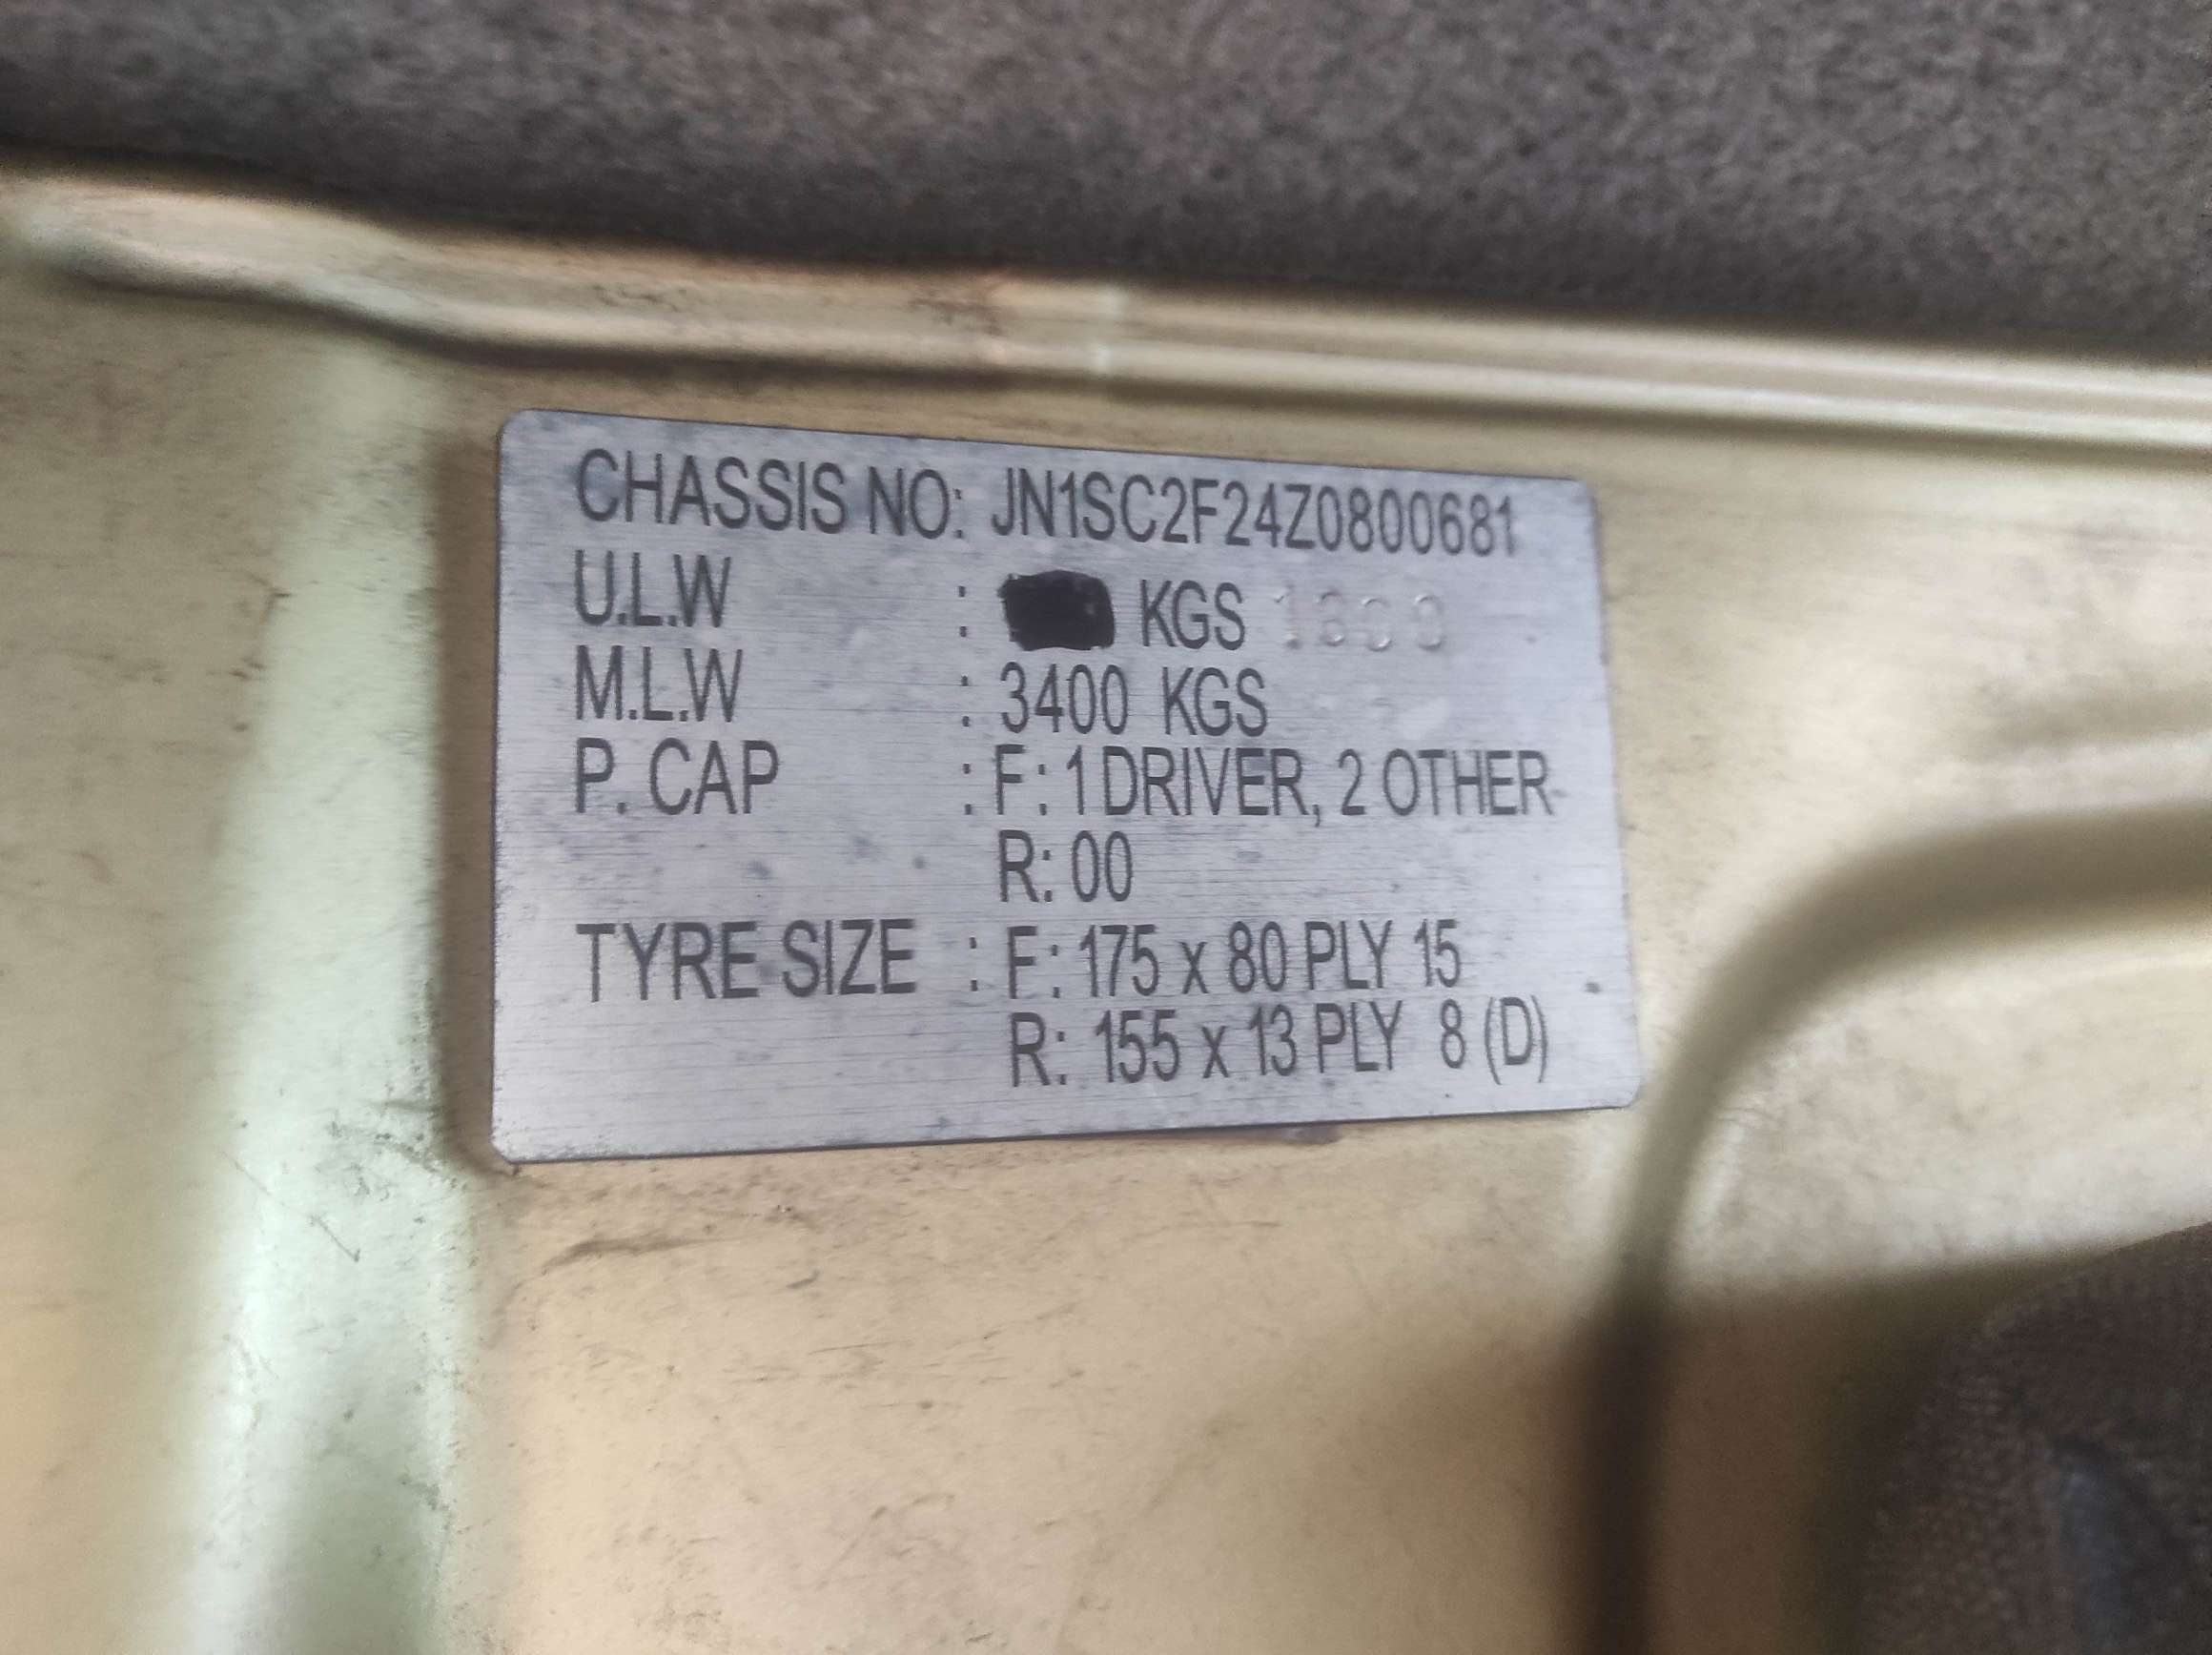 CHASSIS NO: JN1SC2F24Z0800681
U.L.W : KGS
M.L.W : 3400 KGS
P. CAP : F: 1 DRIVER, 2 OTHER
R: 00
TYRE SIZE : F: 175 x 80 PLY 15
R: 155 x 13 PLY 8 (D)